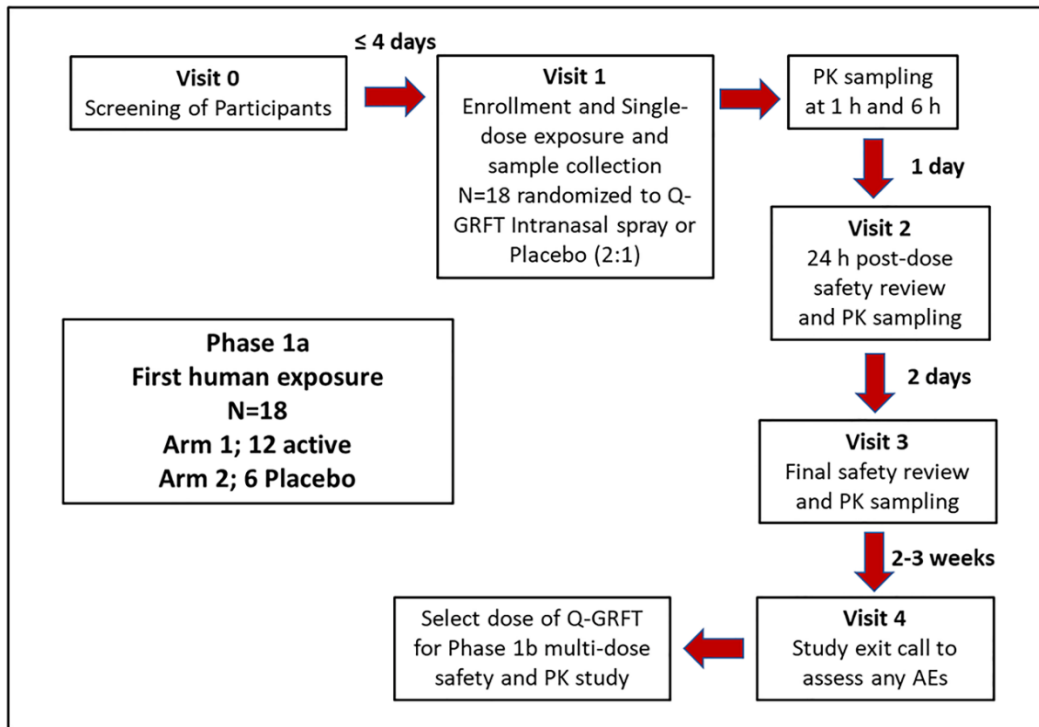 Visit 0
Screening of Participants
≤ 4 days
Visit 1
Enrollment and Single-
dose exposure and
sample collection
N=18 randomized to Q-
GRFT Intranasal spray or
Placebo (2:1)
PK sampling
at 1 h and 6 h
1 day
Visit 2
24 h post-dose
safety review
and PK sampling
2 days
Visit 3
Final safety review
and PK sampling
2-3 weeks
Visit 4
Study exit call to
assess any AEs
Select dose of Q-GRFT
for Phase 1b multi-dose
safety and PK study
Phase 1a
First human exposure
N=18
Arm 1; 12 active
Arm 2; 6 Placebo